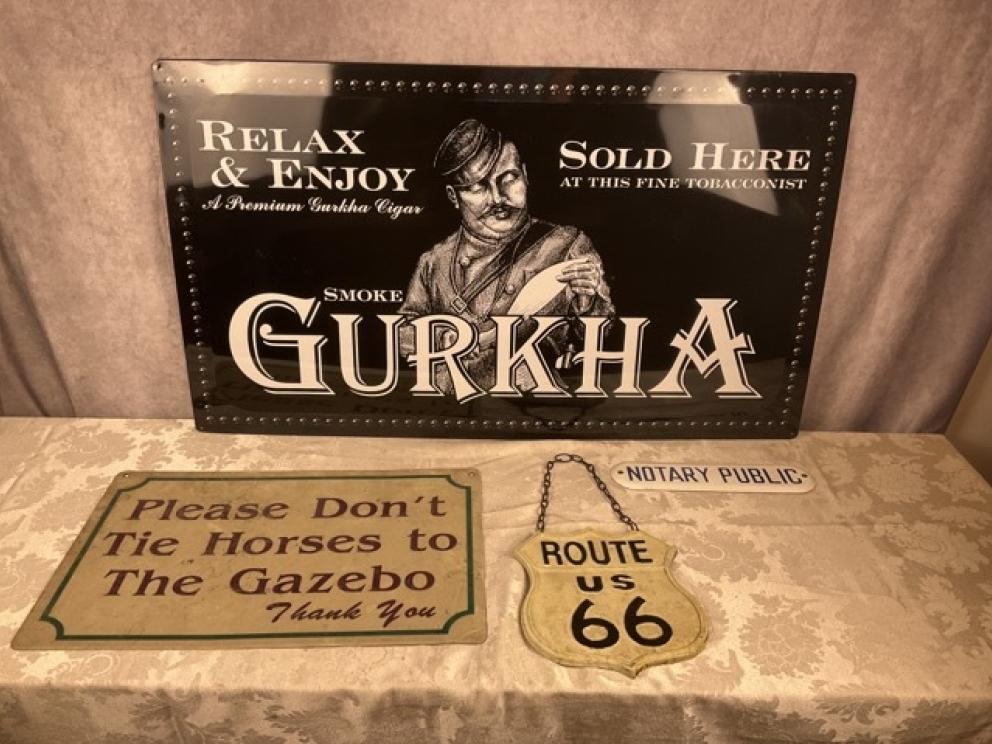 RELAX
& ENJOY
A Premium Gurkha Cigar
SOLD HERE
AT THIS FINE TOBACCONIST
SMOKE
GURKHA
NOTARY PUBLIC
Please Don't
Tie Horses to
The Gazebo
Thank You
ROUTE
US
66